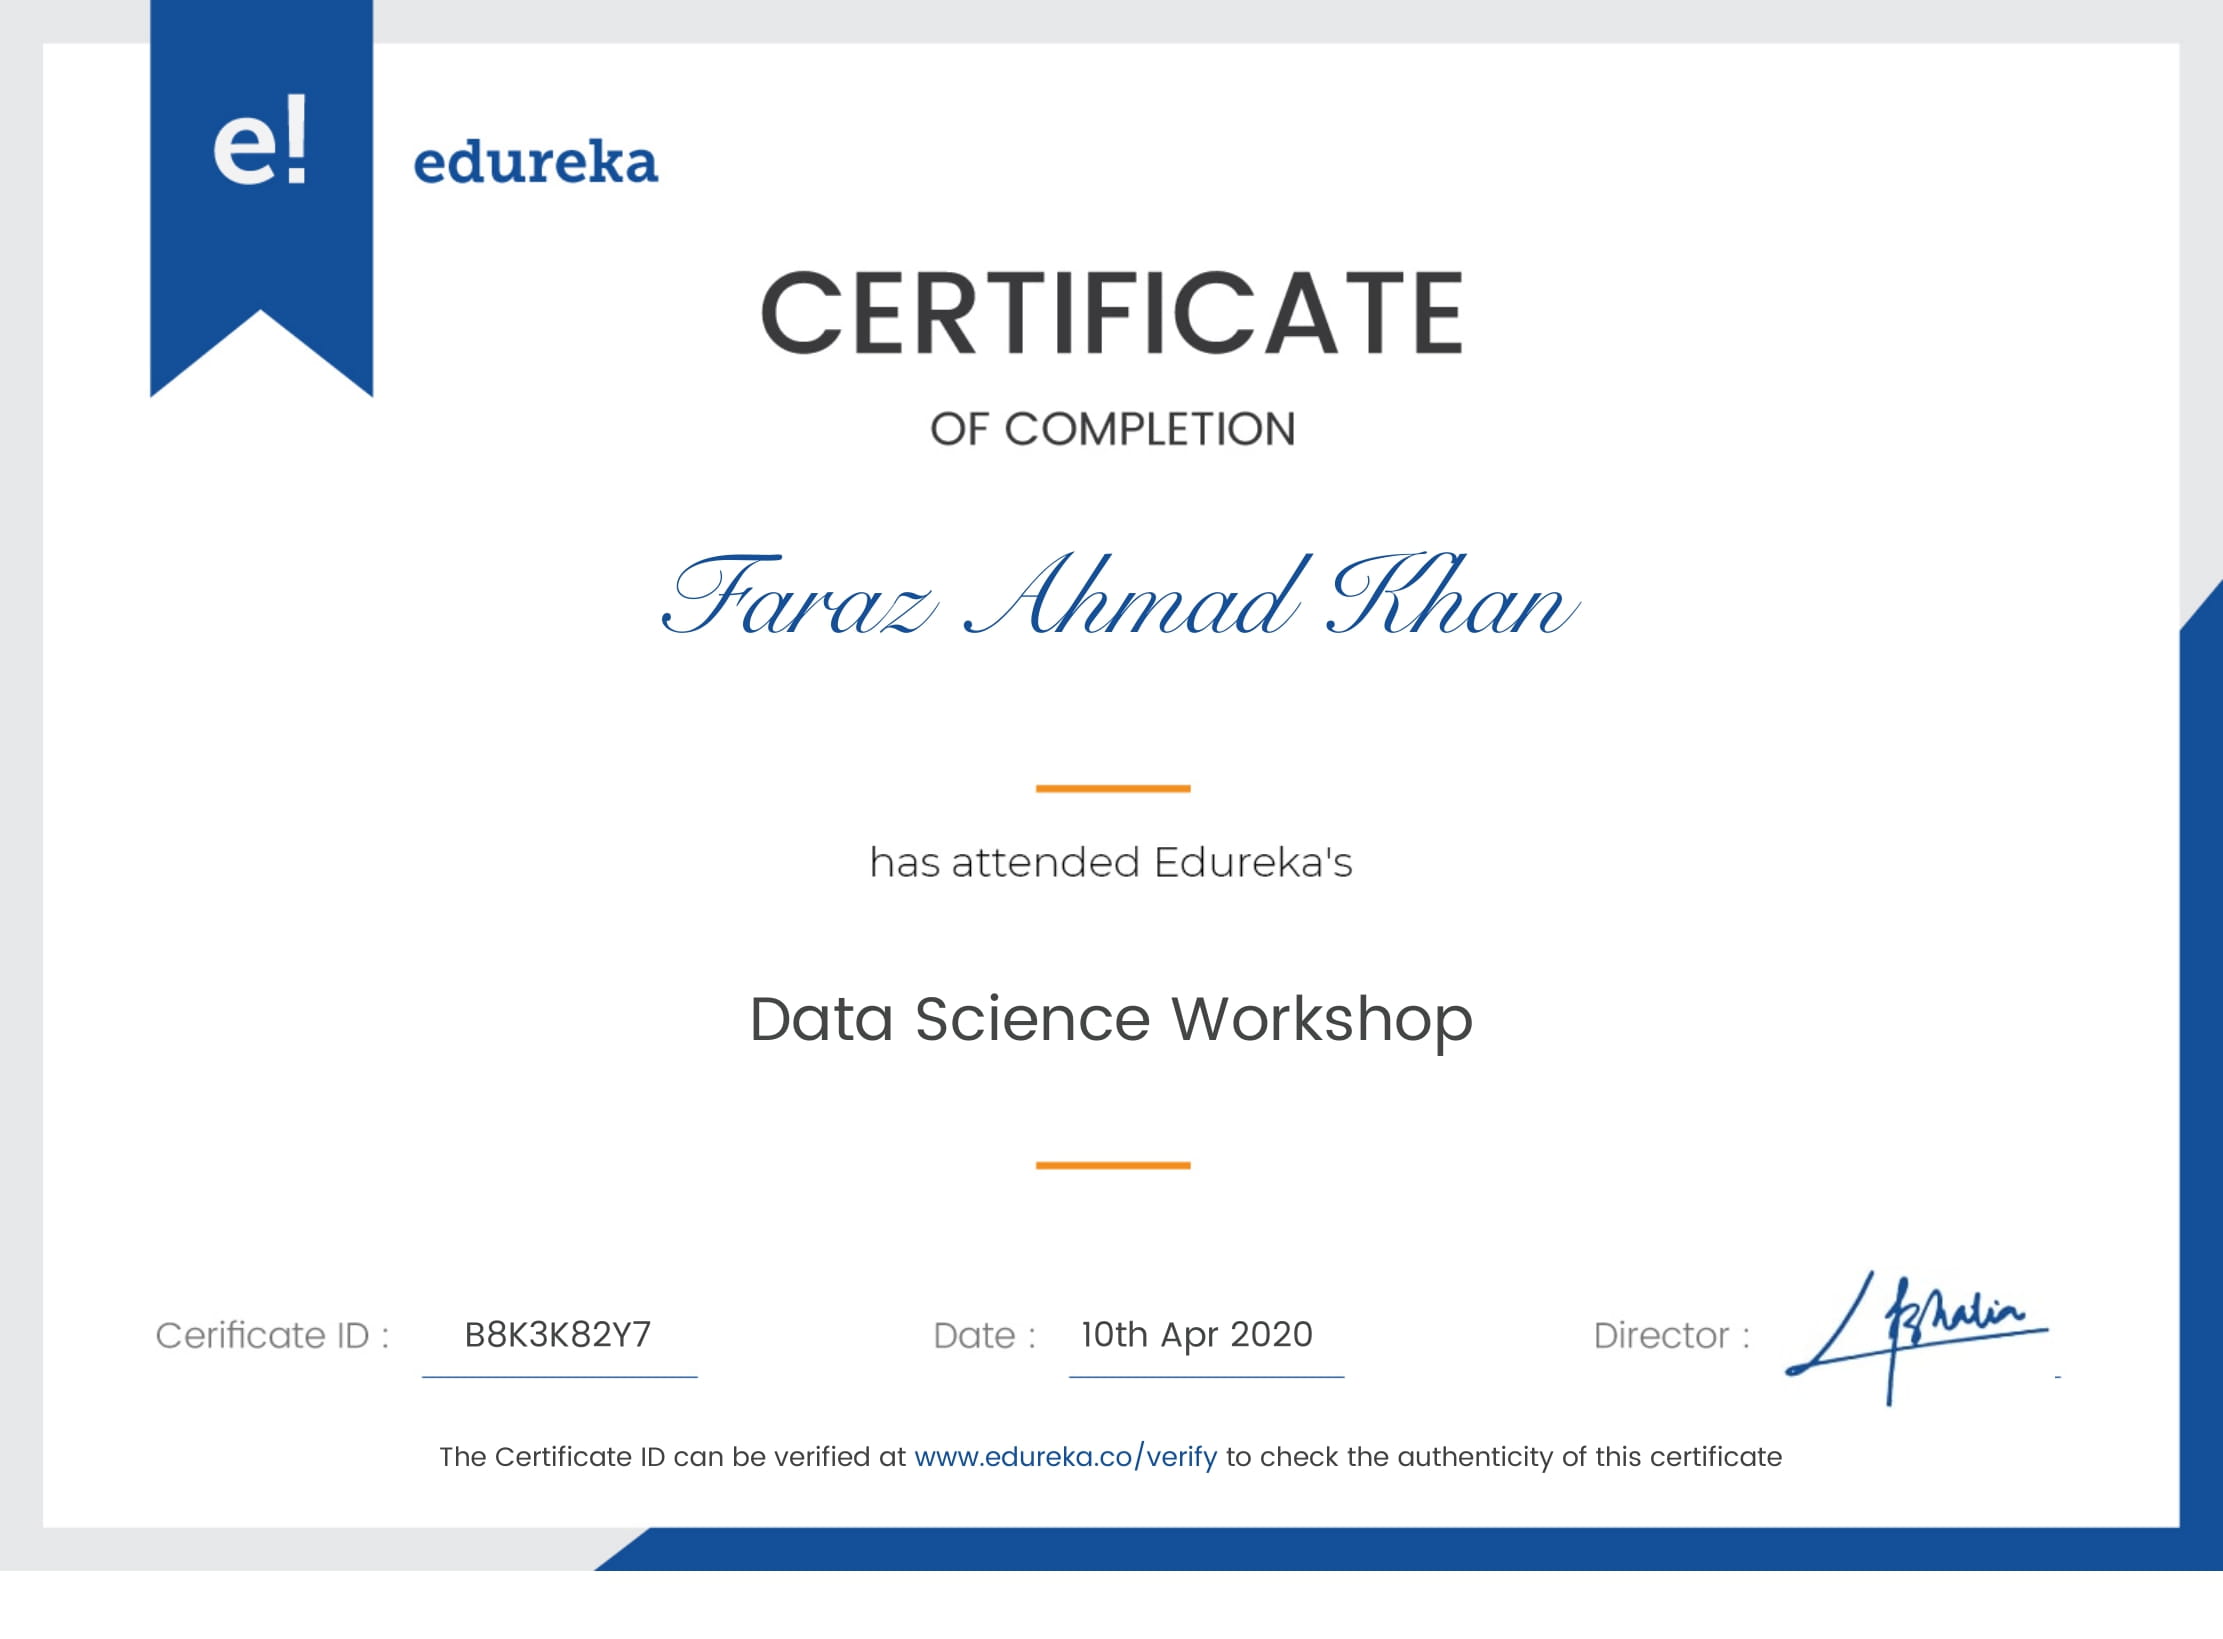 e!
edureka
CERTIFICATE
OF COMPLETION
Faraz Ahmad Khan
has attended Edureka's
Data Science Workshop
Cerificate ID : B8K3K82Y7 Date : 10th Apr 2020 Director :
The Certificate ID can be verified at www.edureka.co/verify to check the authenticity of this certificate